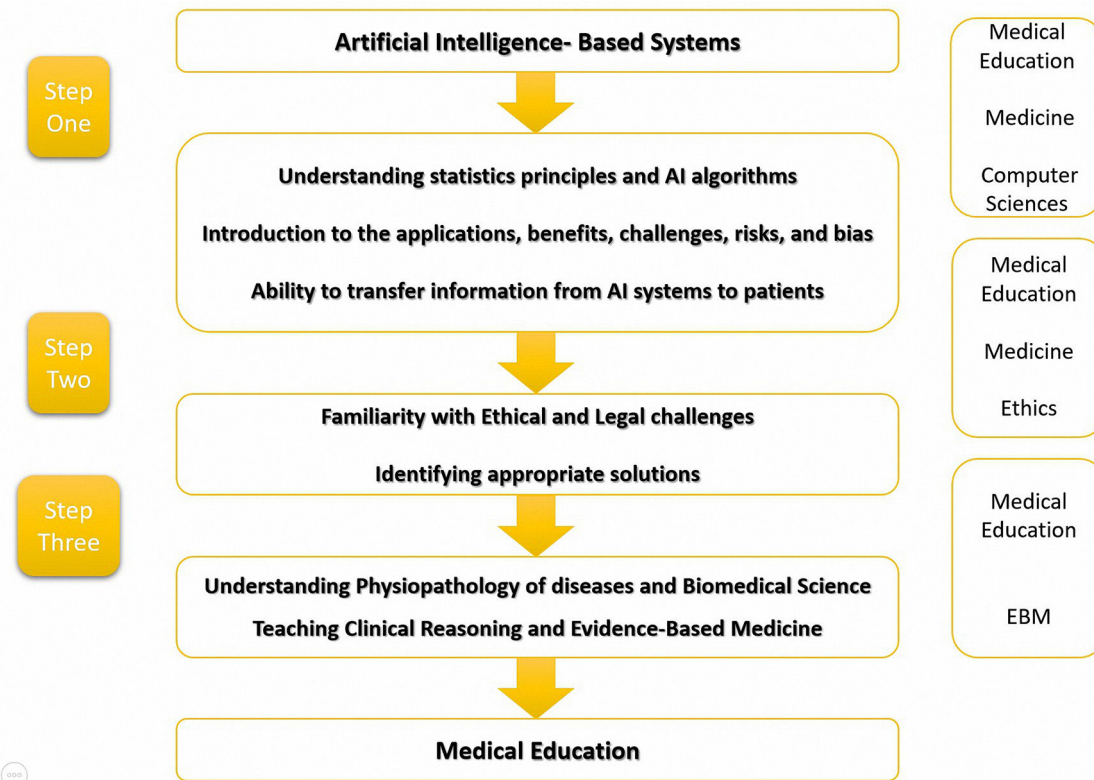 Artificial Intelligence- Based Systems
Step
One
Understanding statistics principles and AI algorithms
Introduction to the applications, benefits, challenges, risks, and bias
Ability to transfer information from AI systems to patients
Medical
Education
Medicine
Computer
Sciences
Step
Two
Familiarity with Ethical and Legal challenges
Identifying appropriate solutions
Medical
Education
Medicine
Ethics
Step
Three
Understanding Physiopathology of diseases and Biomedical Science
Teaching Clinical Reasoning and Evidence-Based Medicine
Medical
Education
EBM
Medical Education